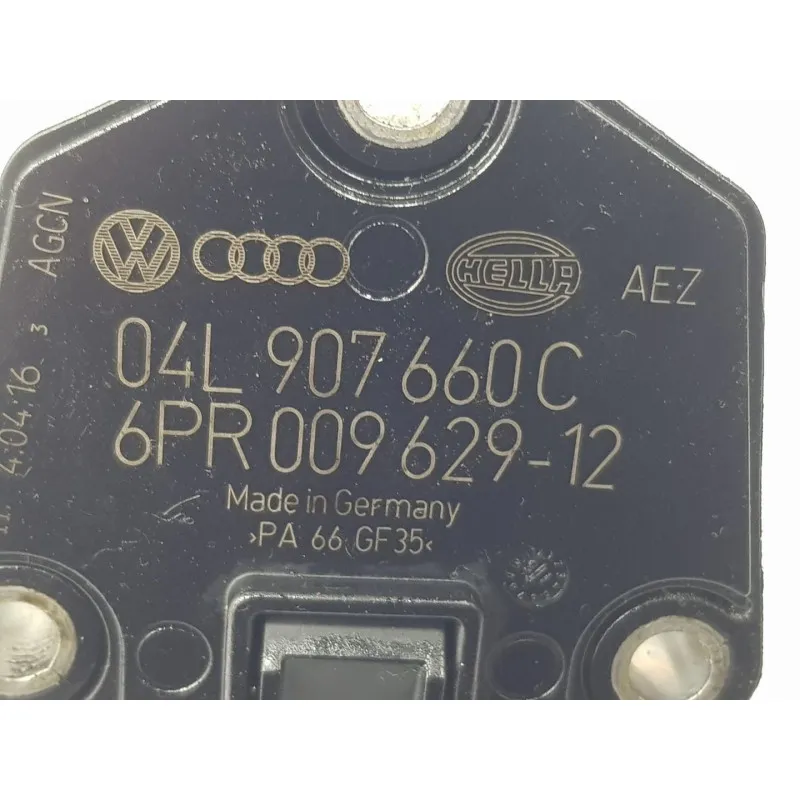 AGCN
HELLA
AEZ
04L 907 660 C
6PR 009 629-12
Made in Germany
>PA 66 GF35<
4.04.16 3